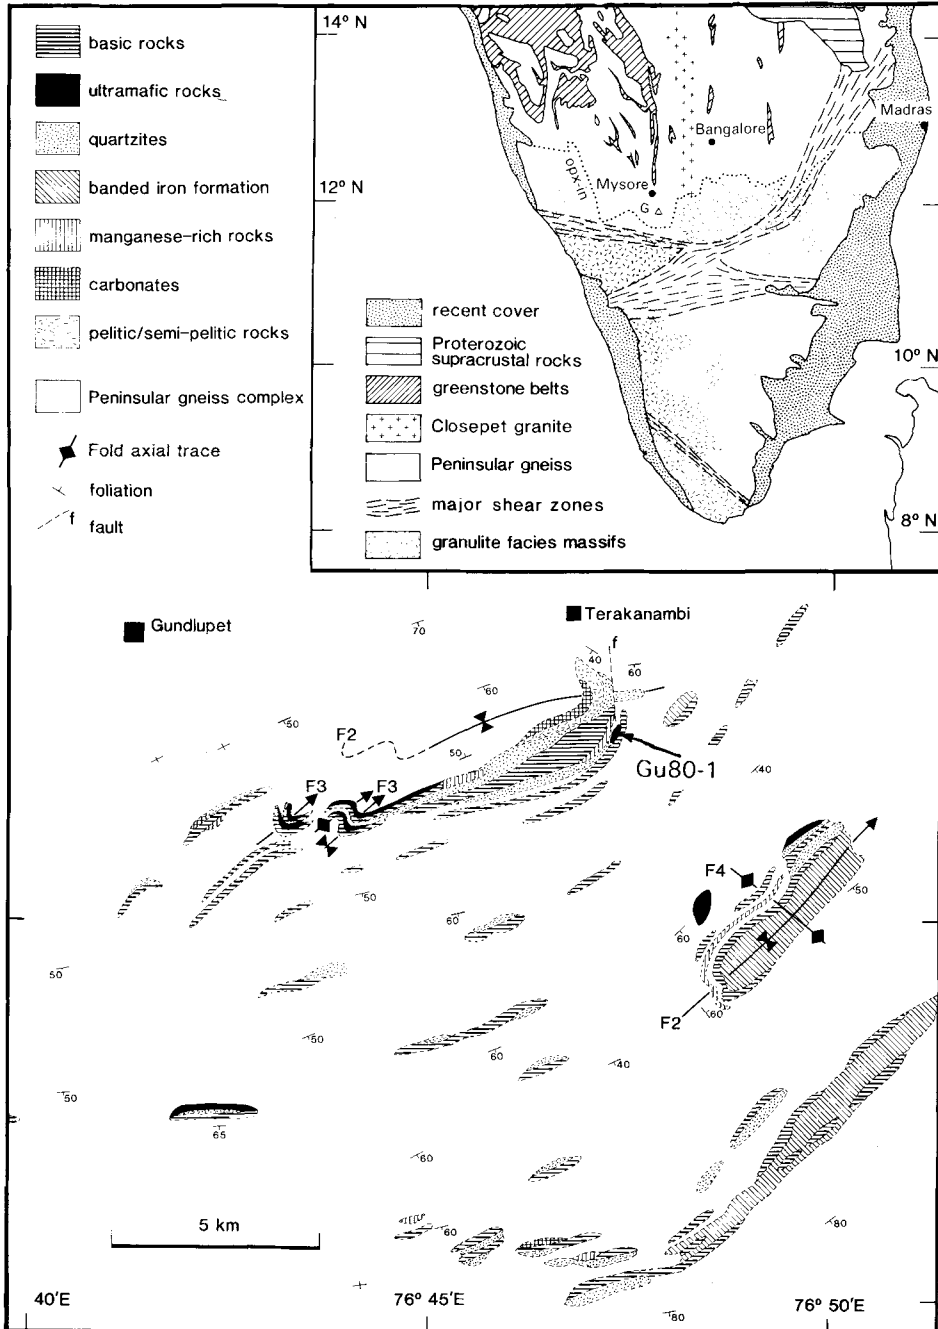 basic rocks
ultramafic rocks
quartzites
banded iron formation
manganese-rich rocks
carbonates
pelitic/semi-pelitic rocks
Peninsular gneiss complex
Fold axial trace
foliation
f
fault
14° N
12° N
10° N
8° N
Madras
Bangalore
opx-in
Mysore
G
recent cover
Proterozoic
supracrustal rocks
greenstone belts
Closepet granite
Peninsular gneiss
major shear zones
granulite facies massifs
Gundlupet
70
Terakanambi
f
40
60
60
50
F2
50
Gu80-1
40
F3
F3
F4
50
50
60
60
50
F2
60
50
60
40
50
65
60
60
80
5 km
40'E
76° 45'E
76° 50'E
80